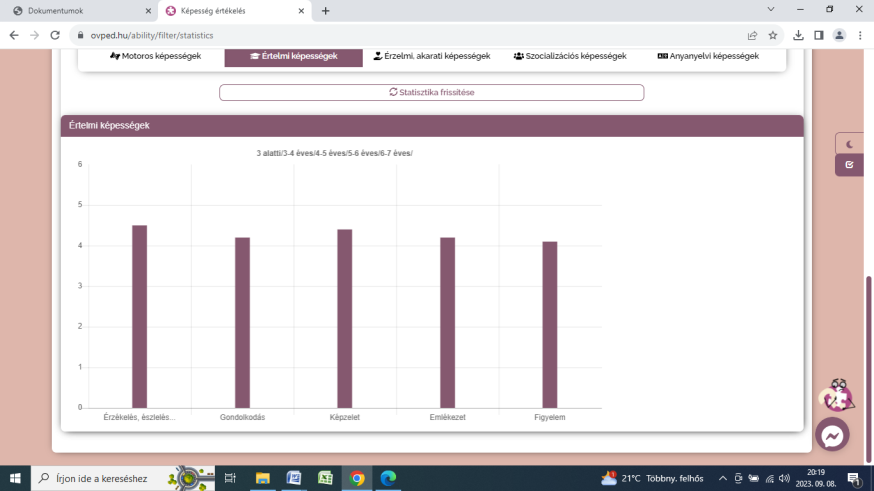 Dokumentumok
Képesség értékelés
ovped.hu/ability/filter/statistics
Motoros képességek
Értelmi képességek
Érzelmi, akarati képességek
Szocializációs képességek
Anyanyelvi képességek
Statisztika frissítése
Értelmi képességek
3 alatti/3-4 éves/4-5 éves/5-6 éves/6-7 éves/
6
5
4
3
2
1
0
Érzékelés, észlelés...
Gondolkodás
Képzelet
Emlékezet
Figyelem
Írjon ide a kereséshez
21°C Többny. felhős
20:19
2023. 09. 08.